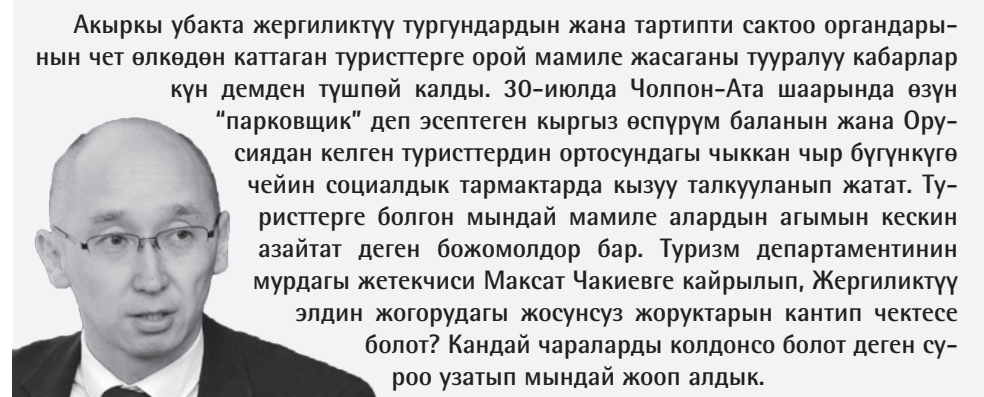 Акыркы убакта жергиликтүү тургундардын жана тартипти сактоо органдары-
нын чет өлкөдөн каттаган туристтерге орой мамиле жасаганы тууралуу кабарлар
күн демден түшпөй калды. 30-июлда Чолпон-Ата шаарында өзүн
“парковщик” деп эсептеген кыргыз өспүрүм баланын жана Ору-
сиядан келген туристтердин ортосундагы чыккан чыр бүгүнкүгө
чейин социалдык тармактарда кызуу талкууланып жатат. Ту-
ристтерге болгон мындай мамиле алардын агымын кескин
азайтат деген божомолдор бар. Туризм департаментинин
мурдагы жетекчиси Максат Чакиевге кайрылып, Жергиликтүү
элдин жогорудагы жосунсуз жоруктарын кантип чектесе
болот? Кандай чараларды колдонсо болот деген су-
роо узатып мындай жооп алдык.